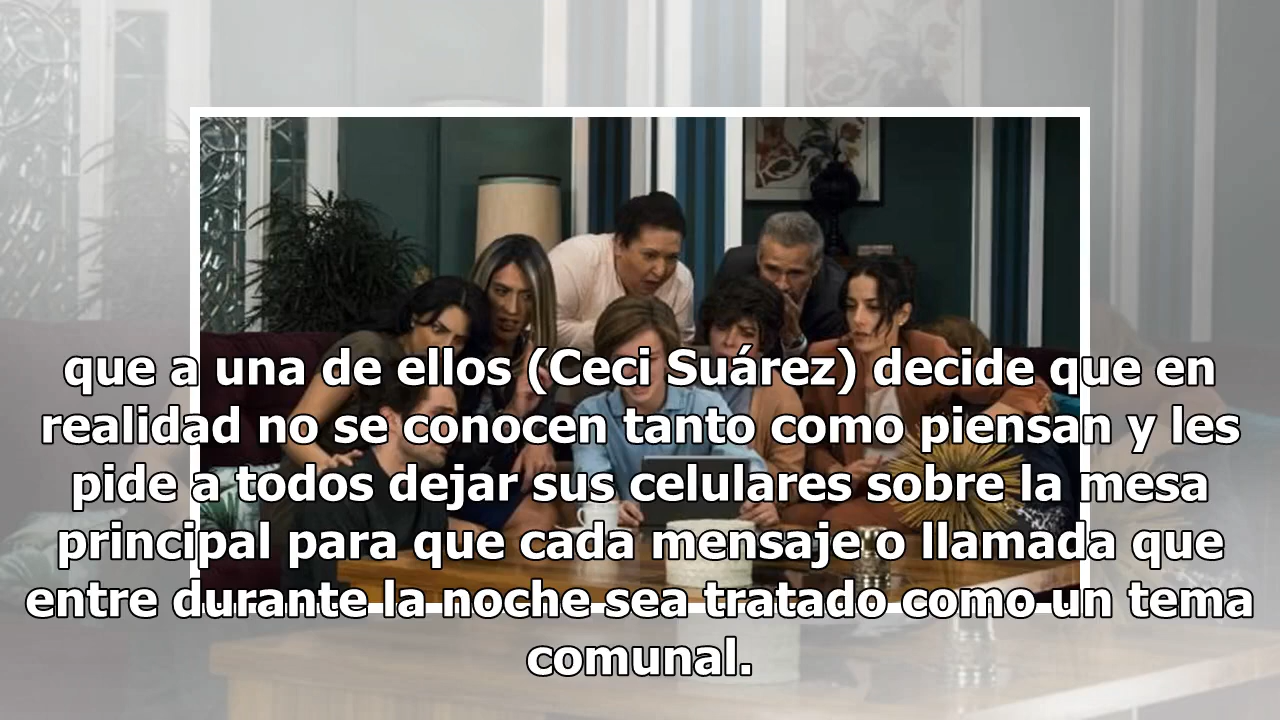 que a una de ellos (Ceci Suárez) decide que en
realidad no se conocen tanto como piensan y les
pide a todos dejar sus celulares sobre la mesa
principal para que cada mensaje o llamada que
entre durante la noche sea tratado como un tema
comunal.